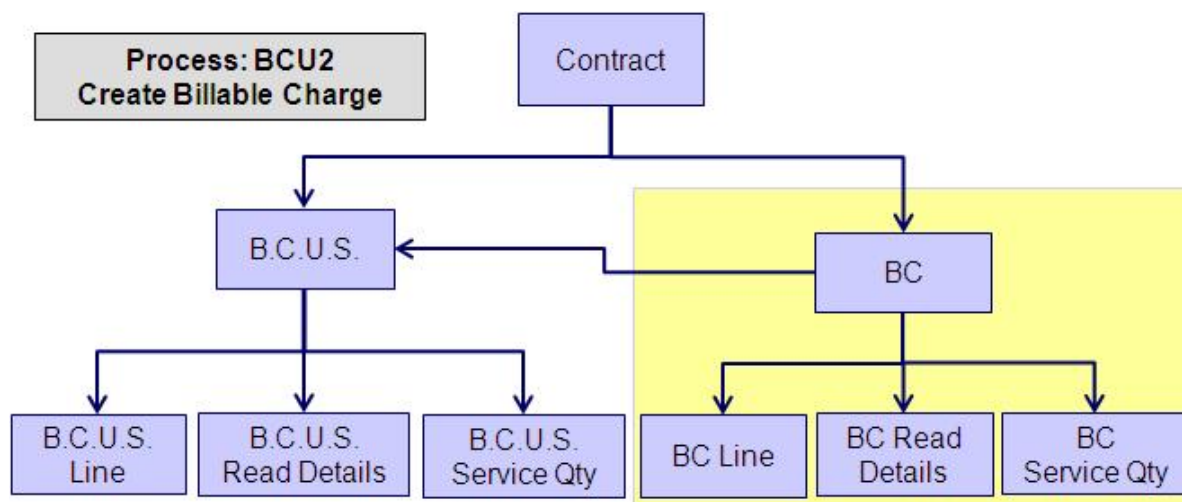 Process: BCU2
Create Billable Charge
Contract
B.C.U.S.
BC
B.C.U.S.
Line
B.C.U.S.
Read Details
B.C.U.S.
Service Qty
BC Line
BC Read
Details
BC
Service Qty